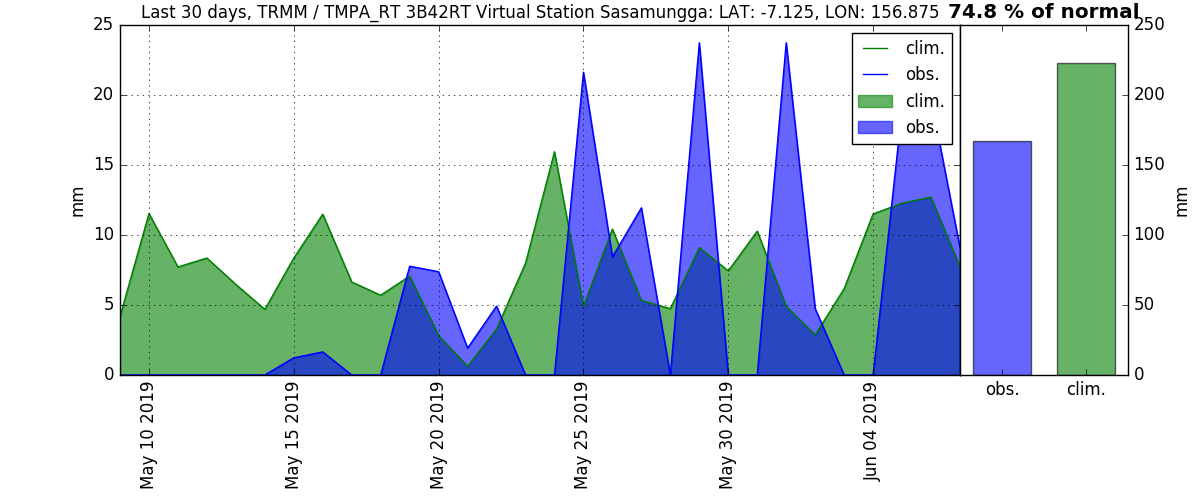 Last 30 days, TRMM / TMPA_RT 3B42RT Virtual Station Sasamungga: LAT: -7.125, LON: 156.875 74.8 % of normal
25
20
15
10
5
0
mm
clim.
obs.
clim.
obs.
250
200
150
100
50
0
mm
May 10 2019
May 15 2019
May 20 2019
May 25 2019
May 30 2019
Jun 04 2019
obs.
clim.